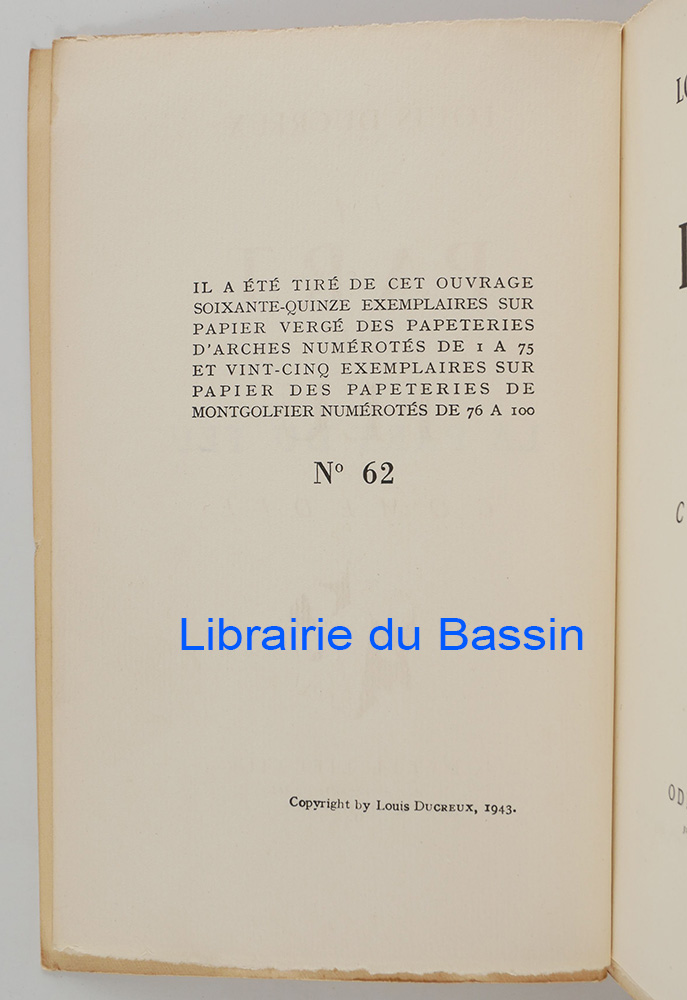 IL A ÉTÉ TIRÉ DE CET OUVRAGE
SOIXANTE-QUINZE EXEMPLAIRES SUR
PAPIER VERGÉ DES PAPETERIES
D'ARCHES NUMÉROTÉS DE 1 A 75
ET VINT-CINQ EXEMPLAIRES SUR
PAPIER DES PAPETERIES DE
MONTGOLFIER NUMÉROTÉS DE 76 A 100
Nº 62
Librairie du Bassin
Copyright by Louis DUCREUX, 1943.